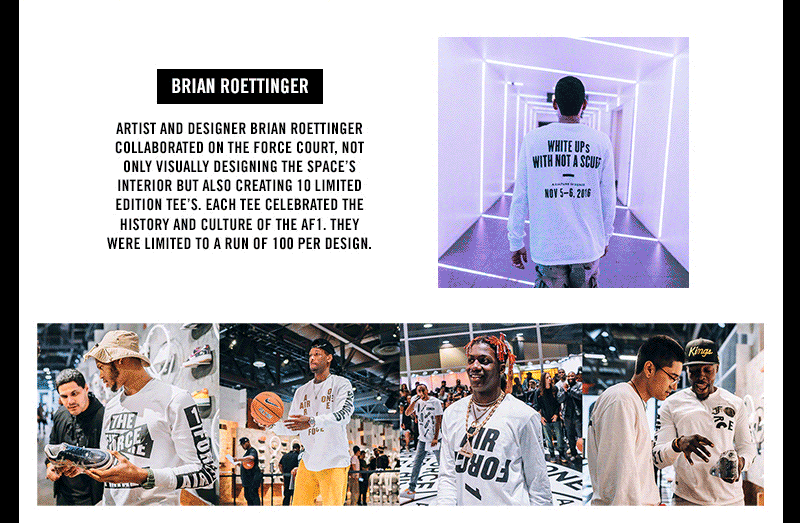 BRIAN ROETTINGER
ARTIST AND DESIGNER BRIAN ROETTINGER
COLLABORATED ON THE FORCE COURT, NOT
ONLY VISUALLY DESIGNING THE SPACE'S
INTERIOR BUT ALSO CREATING 10 LIMITED
EDITION TEE'S. EACH TEE CELEBRATED THE
HISTORY AND CULTURE OF THE AF1. THEY
WERE LIMITED TO A RUN OF 100 PER DESIGN.
WHITE UPs
WITH NOT A SCUFF
NOV 5–6, 2016
THE
FORCE
Kings
AIR
FORCE
1